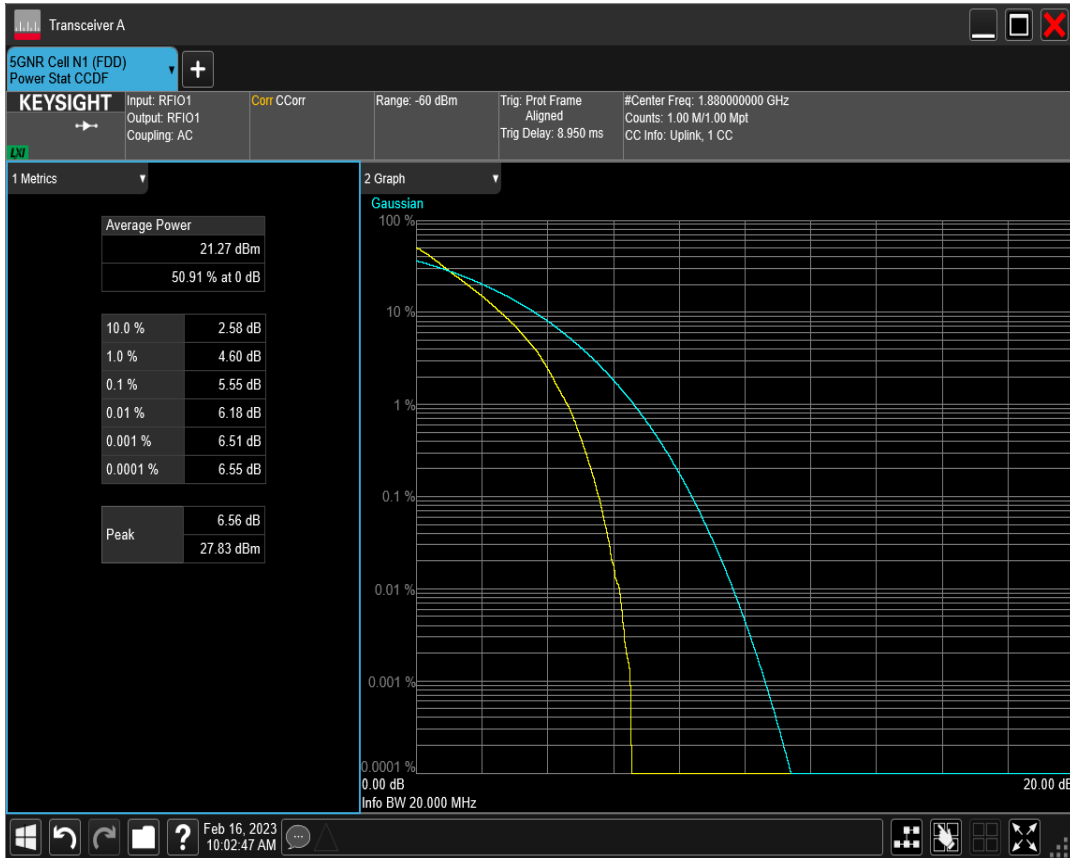 Transceiver A
5GNR Cell N1 (FDD)
Power Stat CCDF
KEYSIGHT
LXI
Input: RFIO1
Output: RFIO1
Coupling: AC
Corr CCorr
Range: -60 dBm
Trig: Prot Frame
Aligned
Trig Delay: 8.950 ms
#Center Freq: 1.880000000 GHz
Counts: 1.00 M/1.00 Mpt
CC Info: Uplink, 1 CC
1 Metrics
Average Power
21.27 dBm
50.91 % at 0 dB
10.0 % 2.58 dB
1.0 % 4.60 dB
0.1 % 5.55 dB
0.01 % 6.18 dB
0.001 % 6.51 dB
0.0001 % 6.55 dB
Peak
6.56 dB
27.83 dBm
2 Graph
Gaussian
100 %
10 %
1 %
0.1 %
0.01 %
0.001 %
0.0001 %
0.00 dB 20.00 dB
Info BW 20.000 MHz
?
Feb 16, 2023
10:02:47 AM